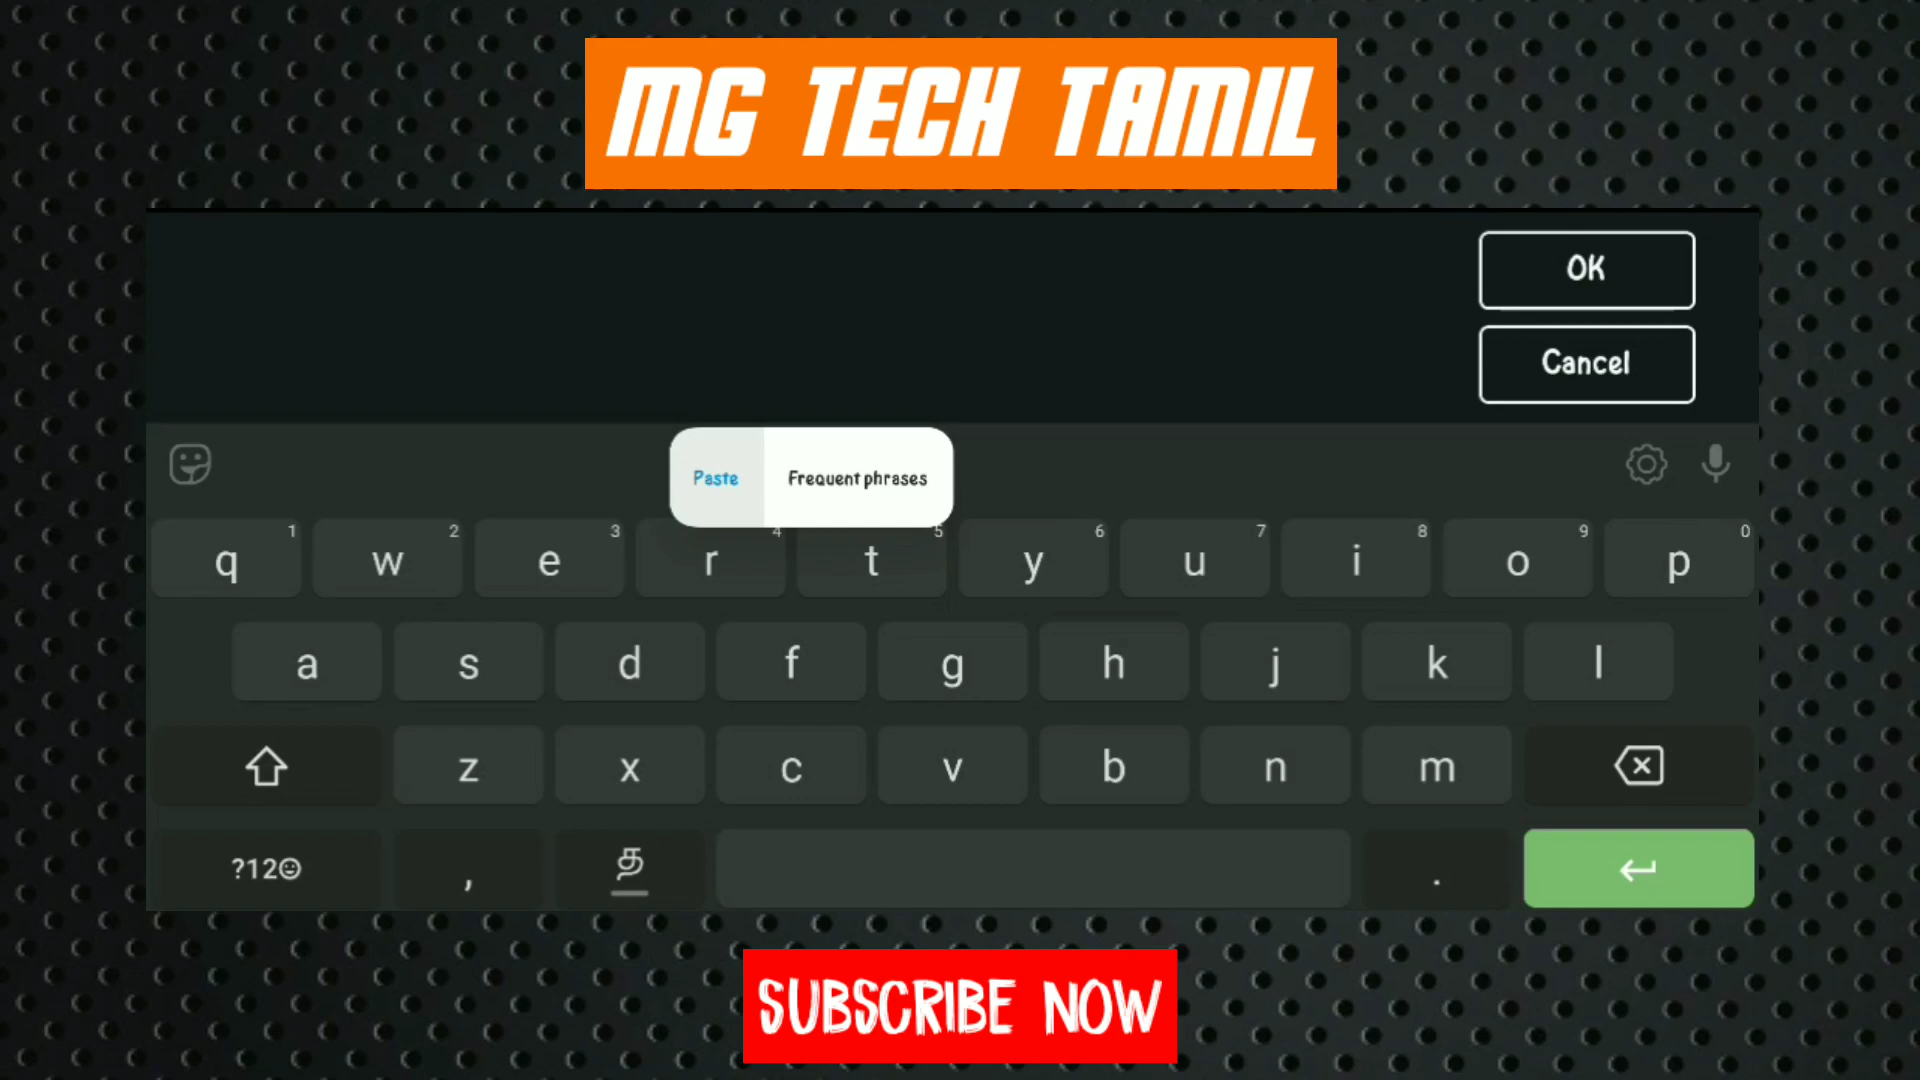 MG TECH TAMIL
OK
Cancel
Paste Frequent phrases
1 2 3 4 5 6 7 8 9 0
q w e r t y u i o p
a s d f g h j k l
z x c v b n m
?12☺ , த .
SUBSCRIBE NOW